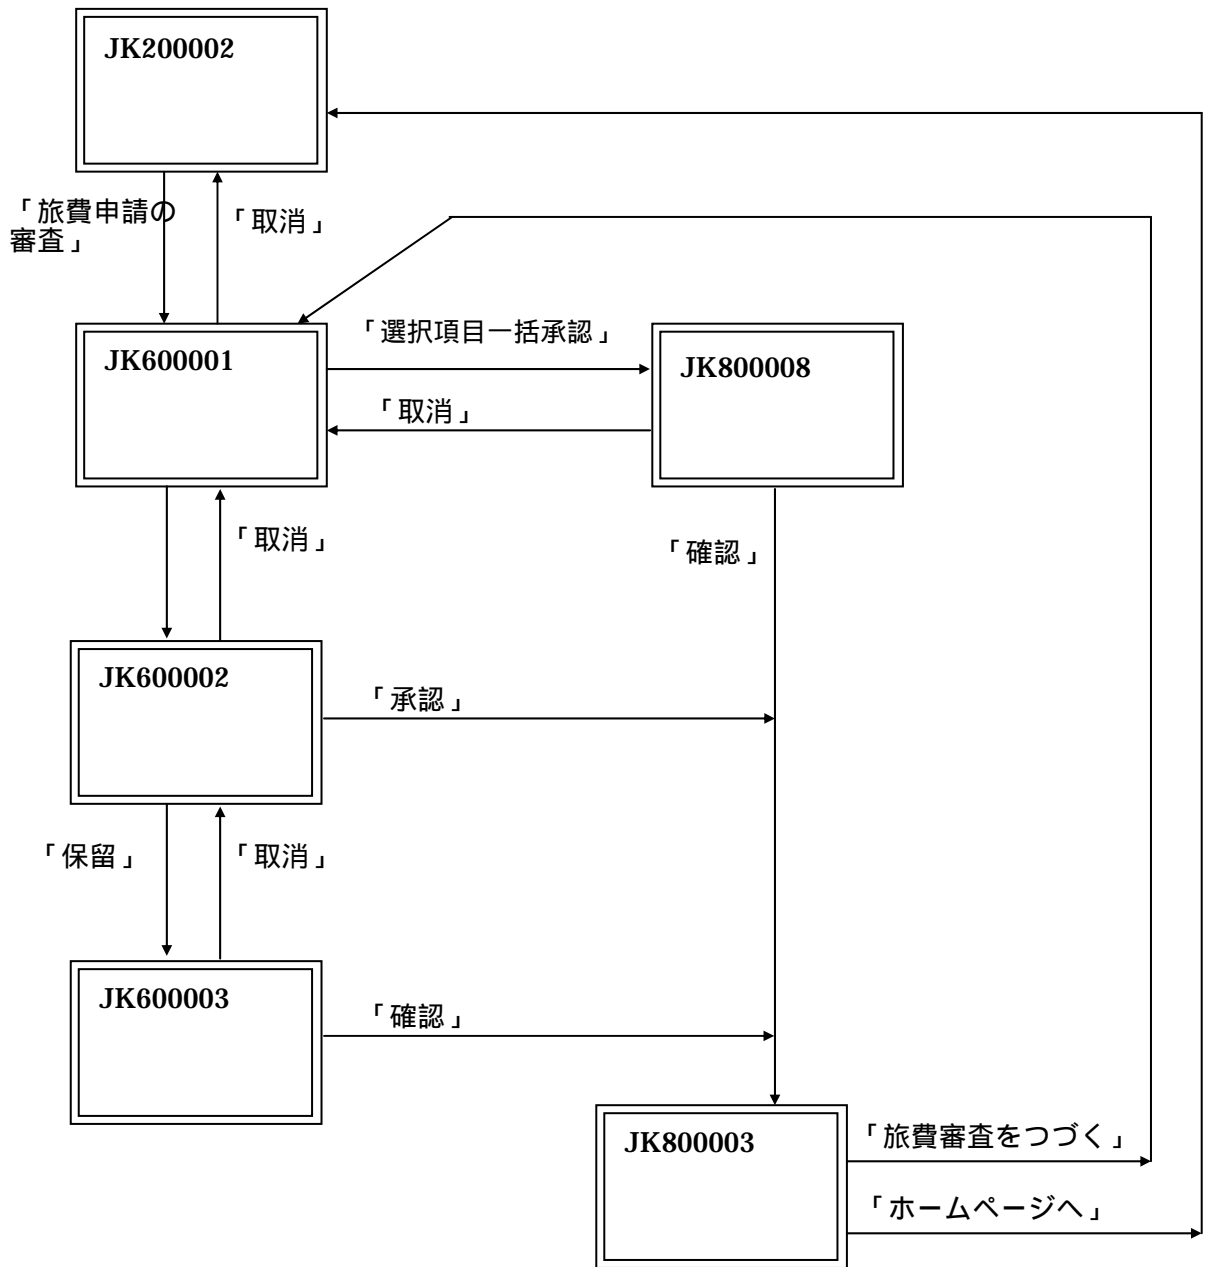 JK200002
「旅費申請の
審査」
「取消」
JK600001
「選択項目一括承認」
「取消」
JK800008
「取消」
「確認」
JK600002
「承認」
「保留」
「取消」
JK600003
「確認」
JK800003
「旅費審査をつづく」
「ホームページへ」